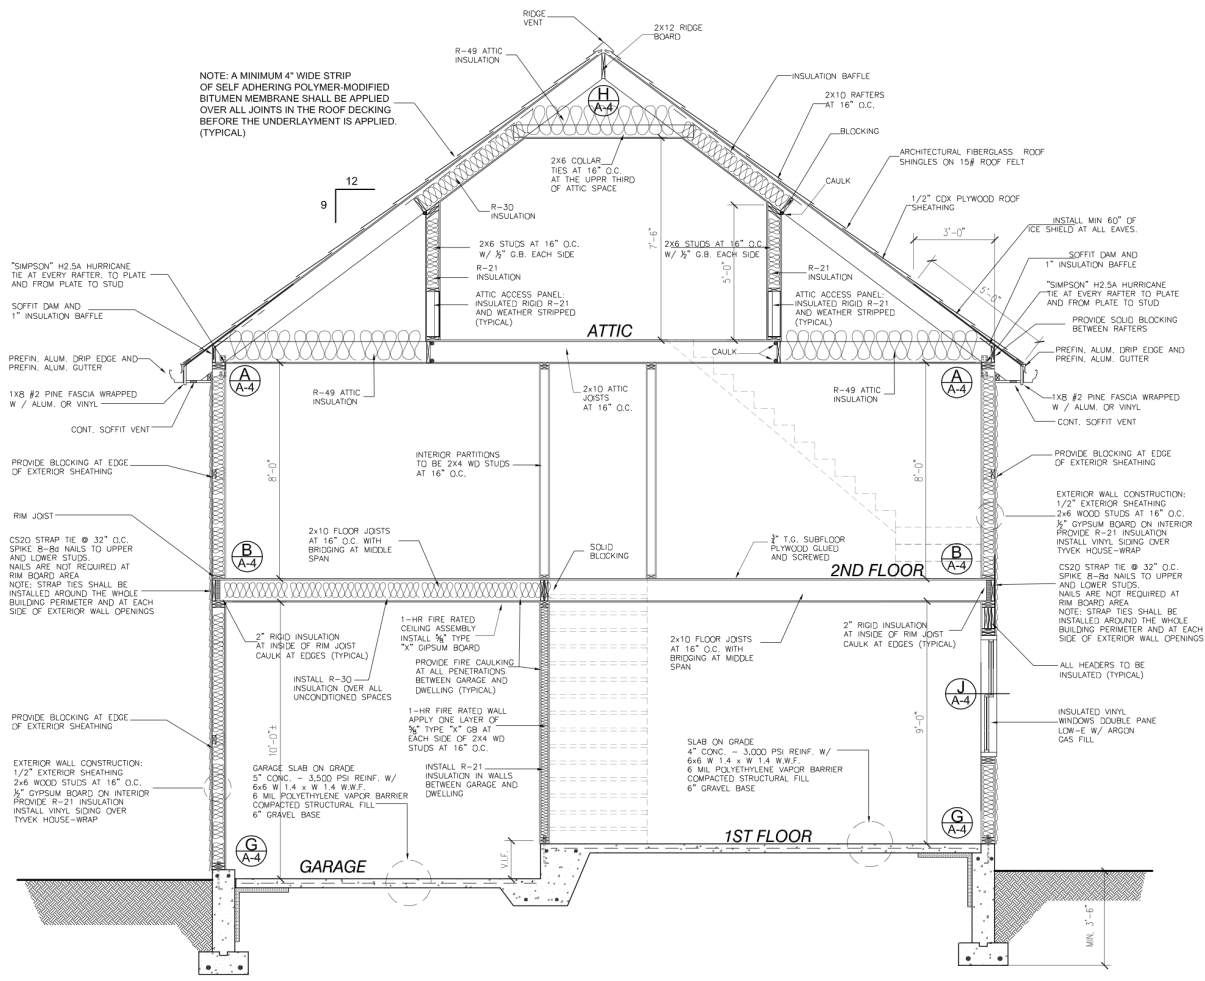 RIDGE
VENT
2X12 RIDGE
BOARD
R-49 ATTIC
INSULATION
NOTE: A MINIMUM 4" WIDE STRIP
OF SELF ADHERING POLYMER-MODIFIED
BITUMEN MEMBRANE SHALL BE APPLIED
OVER ALL JOINTS IN THE ROOF DECKING
BEFORE THE UNDERLAYMENT IS APPLIED.
(TYPICAL)
INSULATION BAFFLE
2X10 RAFTERS
AT 16" O.C.
H
A-4
BLOCKING
2X6 COLLAR
TIES AT 16" O.C.
AT THE UPPR THIRD
OF ATTIC SPACE
ARCHITECTURAL FIBERGLASS ROOF
SHINGLES ON 15# ROOF FELT
CAULK
12
9
R-30
INSULATION
1/2" CDX PLYWOOD ROOF
SHEATHING
INSTALL MIN 60" OF
ICE SHIELD AT ALL EAVES.
3'-0"
7'-6"
5'-0"
5'-0"
2X6 STUDS AT 16" O.C.
W/ ½" G.B. EACH SIDE
2X6 STUDS AT 16" O.C.
W/ ½" G.B. EACH SIDE
R-21
INSULATION
R-21
INSULATION
SOFFIT DAM AND
1" INSULATION BAFFLE
"SIMPSON" H2.5A HURRICANE
TIE AT EVERY RAFTER, TO PLATE
AND FROM PLATE TO STUD
"SIMPSON" H2.5A HURRICANE
TIE AT EVERY RAFTER TO PLATE
AND FROM PLATE TO STUD
ATTIC ACCESS PANEL:
INSULATED RIGID R-21
AND WEATHER STRIPPED
(TYPICAL)
ATTIC ACCESS PANEL:
INSULATED RIGID R-21
AND WEATHER STRIPPED
(TYPICAL)
SOFFIT DAM AND
1" INSULATION BAFFLE
PROVIDE SOLID BLOCKING
BETWEEN RAFTERS
ATTIC
CAULK
PREFIN. ALUM. DRIP EDGE AND
PREFIN. ALUM. GUTTER
PREFIN. ALUM. DRIP EDGE AND
PREFIN. ALUM. GUTTER
A
A-4
A
A-4
R-49 ATTIC
INSULATION
2x10 ATTIC
JOISTS
AT 16" O.C.
R-49 ATTIC
INSULATION
1X8 #2 PINE FASCIA WRAPPED
W / ALUM. OR VINYL
1X8 #2 PINE FASCIA WRAPPED
W / ALUM. OR VINYL
CONT. SOFFIT VENT
CONT. SOFFIT VENT
PROVIDE BLOCKING AT EDGE
OF EXTERIOR SHEATHING
8'-0"
INTERIOR PARTITIONS
TO BE 2X4 WD STUDS
AT 16" O.C.
8'-0"
PROVIDE BLOCKING AT EDGE
OF EXTERIOR SHEATHING
EXTERIOR WALL CONSTRUCTION:
1/2" EXTERIOR SHEATHING
2x6 WOOD STUDS AT 16" O.C.
½" GYPSUM BOARD ON INTERIOR
PROVIDE R-21 INSULATION
INSTALL VINYL SIDING OVER
TYVEK HOUSE-WRAP
RIM JOIST
CS20 STRAP TIE @ 32" O.C.
SPIKE 8-8d NAILS TO UPPER
AND LOWER STUDS.
NAILS ARE NOT REQUIRED AT
RIM BOARD AREA
NOTE: STRAP TIES SHALL BE
INSTALLED AROUND THE WHOLE
BUILDING PERIMETER AND AT EACH
SIDE OF EXTERIOR WALL OPENINGS
B
A-4
2x10 FLOOR JOISTS
AT 16" O.C. WITH
BRIDGING AT MIDDLE
SPAN
SOLID
BLOCKING
¾" T.G. SUBFLOOR
PLYWOOD GLUED
AND SCREWED
B
A-4
2ND FLOOR
CS20 STRAP TIE @ 32" O.C.
SPIKE 8-8d NAILS TO UPPER
AND LOWER STUDS.
NAILS ARE NOT REQUIRED AT
RIM BOARD AREA
NOTE: STRAP TIES SHALL BE
INSTALLED AROUND THE WHOLE
BUILDING PERIMETER AND AT EACH
SIDE OF EXTERIOR WALL OPENINGS
2" RIGID INSULATION
AT INSIDE OF RIM JOIST
CAULK AT EDGES (TYPICAL)
1-HR FIRE RATED
CEILING ASSEMBLY
INSTALL ⅝" TYPE
"X" GIPSUM BOARD
2x10 FLOOR JOISTS
AT 16" O.C. WITH
BRIDGING AT MIDDLE
SPAN
2" RIGID INSULATION
AT INSIDE OF RIM JOIST
CAULK AT EDGES (TYPICAL)
INSTALL R-30
INSULATION OVER ALL
UNCONDITIONED SPACES
PROVIDE FIRE CAULKING
AT ALL PENETRATIONS
BETWEEN GARAGE AND
DWELLING (TYPICAL)
ALL HEADERS TO BE
INSULATED (TYPICAL)
J
A-4
PROVIDE BLOCKING AT EDGE
OF EXTERIOR SHEATHING
10'-0"±
1-HR FIRE RATED WALL
APPLY ONE LAYER OF
⅝" TYPE "X" GB AT
EACH SIDE OF 2X4 WD
STUDS AT 16" O.C.
9'-0"
INSULATED VINYL
WINDOWS DOUBLE PANE
LOW-E W/ ARGON
GAS FILL
EXTERIOR WALL CONSTRUCTION:
1/2" EXTERIOR SHEATHING
2x6 WOOD STUDS AT 16" O.C.
½" GYPSUM BOARD ON INTERIOR
PROVIDE R-21 INSULATION
INSTALL VINYL SIDING OVER
TYVEK HOUSE-WRAP
GARAGE SLAB ON GRADE
5" CONC. - 3,500 PSI REINF. W/
6x6 W 1.4 x W 1.4 W.W.F.
6 MIL POLYETHYLENE VAPOR BARRIER
COMPACTED STRUCTURAL FILL
6" GRAVEL BASE
INSTALL R-21
INSULATION IN WALLS
BETWEEN GARAGE AND
DWELLING
SLAB ON GRADE
4" CONC. - 3,000 PSI REINF. W/
6x6 W 1.4 x W 1.4 W.W.F.
6 MIL POLYETHYLENE VAPOR BARRIER
COMPACTED STRUCTURAL FILL
6" GRAVEL BASE
G
A-4
G
A-4
1ST FLOOR
V.I.F.
GARAGE
MIN. 3'-6"